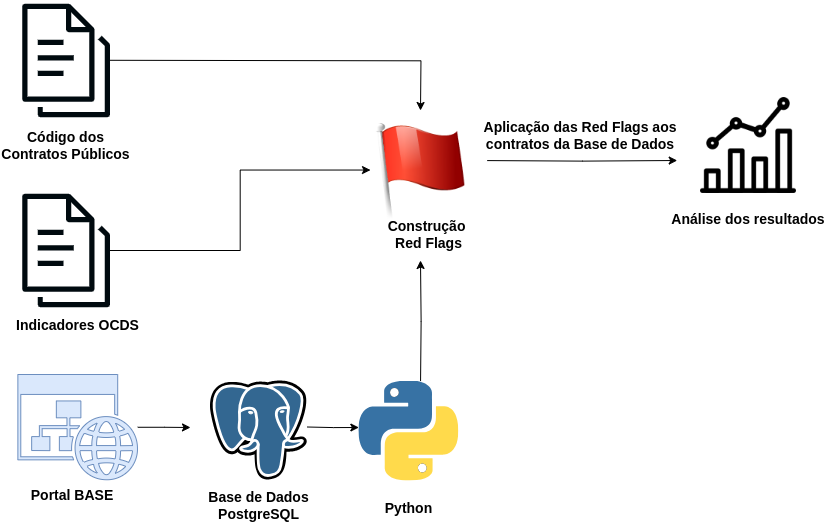 Código dos
Contratos Públicos
Aplicação das Red Flags aos
contratos da Base de Dados
Construção
Red Flags
Análise dos resultados
Indicadores OCDS
Portal BASE
Base de Dados
PostgreSQL
Python